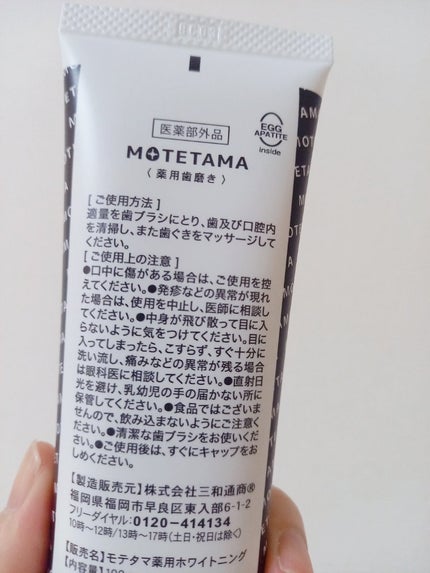 医薬部外品
EGG
APATITE
inside
MOTETAMA
〈 薬用歯磨き 〉
[ ご使用方法 ]
適量を歯ブラシにとり、歯及び口腔内
を清掃し、また歯ぐきをマッサージして
ください。
[ ご使用上の注意 ]
●口中に傷がある場合は、ご使用を控
えてください。●発疹などの異常が現れ
た場合は、使用を中止し、医師に相談し
てください。●中身が飛び散って目に入
らないように気をつけてください。目に
入ってしまったら、こすらず、すぐ十分に
洗い流し、痛みなどの異常が残る場合
は眼科医に相談してください。●直射日
光を避け、乳幼児の手の届かない所に
保管してください。●食品ではございま
せんので、飲み込まないようにご注意く
ださい。●清潔な歯ブラシをお使いくだ
さい。●ご使用後は、すぐにキャップをお
しめください。
【製造販売元】株式会社三和通商®
福岡県福岡市早良区東入部6-1-2
フリーダイヤル:0120-414134
10時〜12時/13時〜17時(土日・祝日は除く)
販売名:モテタマ薬用ホワイトニング